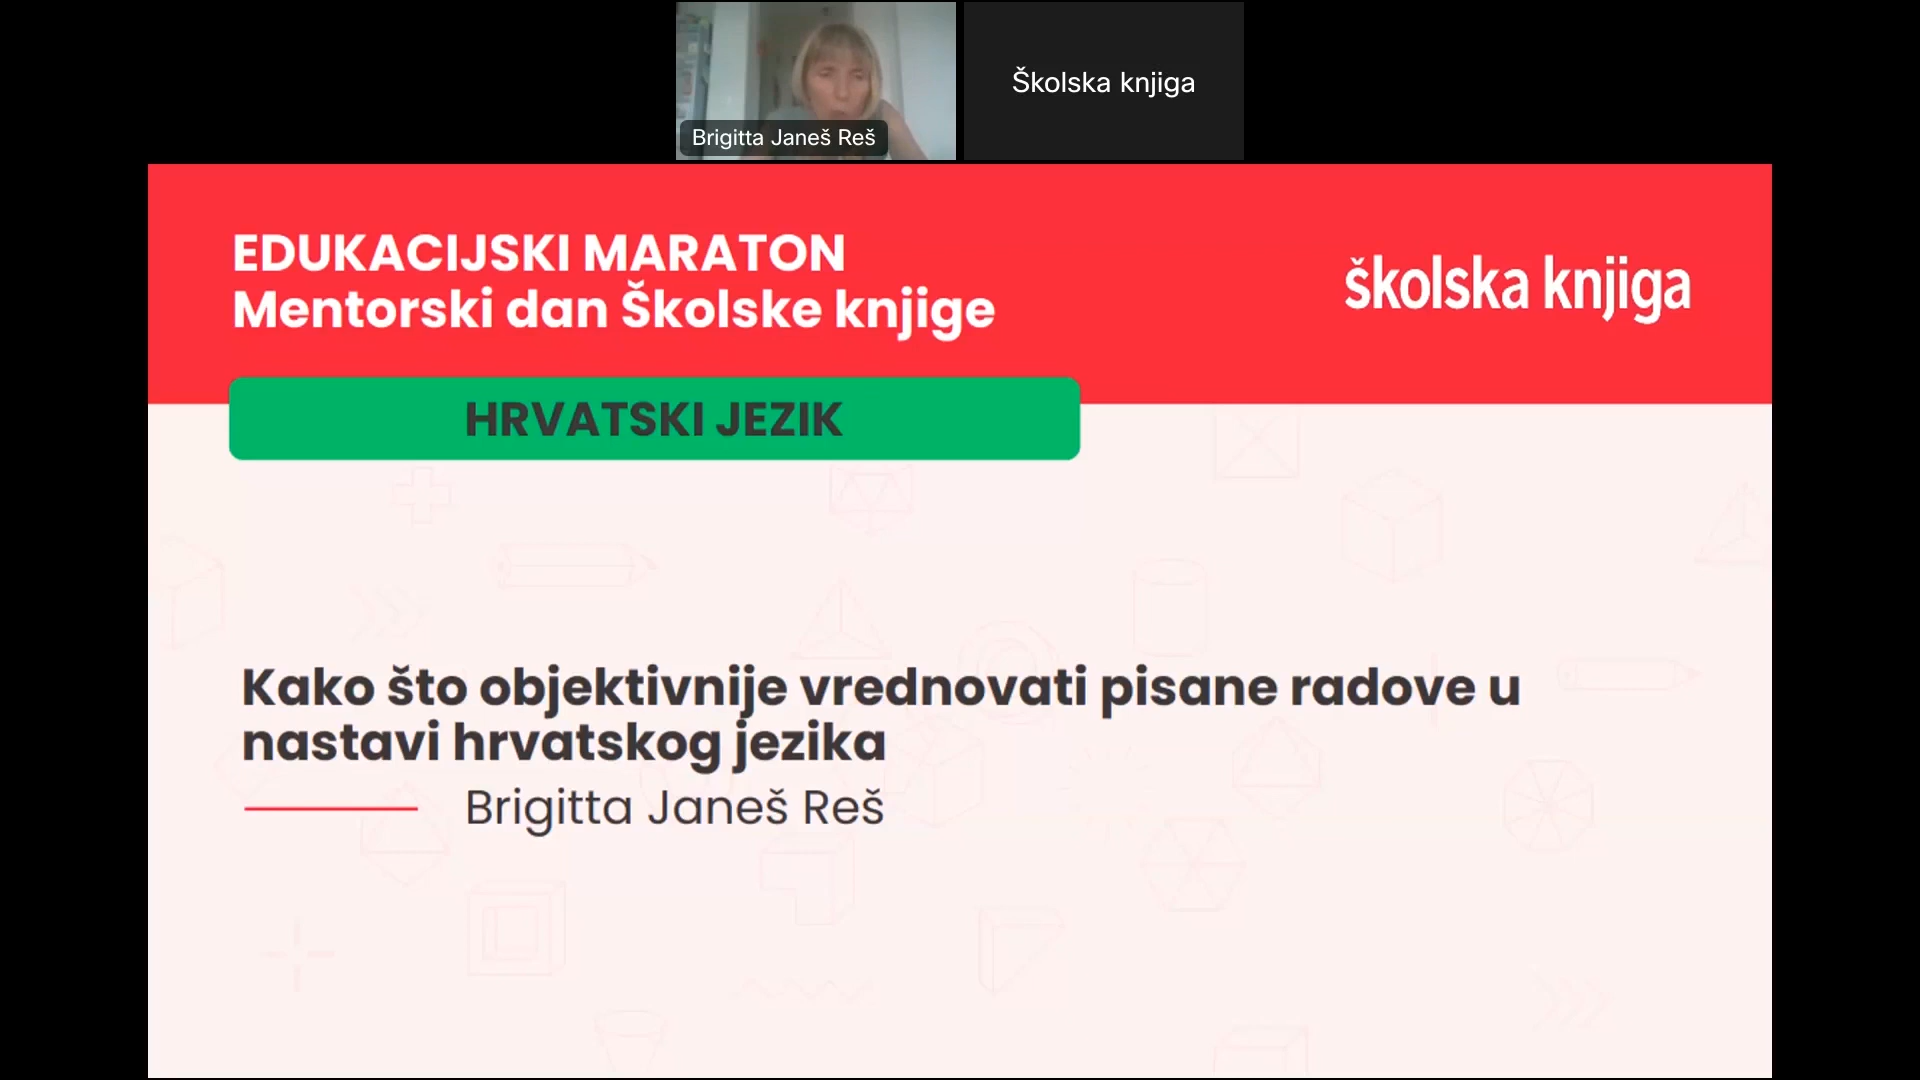 Brigitta Janeš Reš
Školska knjiga
EDUKACIJSKI MARATON
Mentorski dan Školske knjige
školska knjiga
HRVATSKI JEZIK
Kako što objektivnije vrednovati pisane radove u
nastavi hrvatskog jezika
Brigitta Janeš Reš